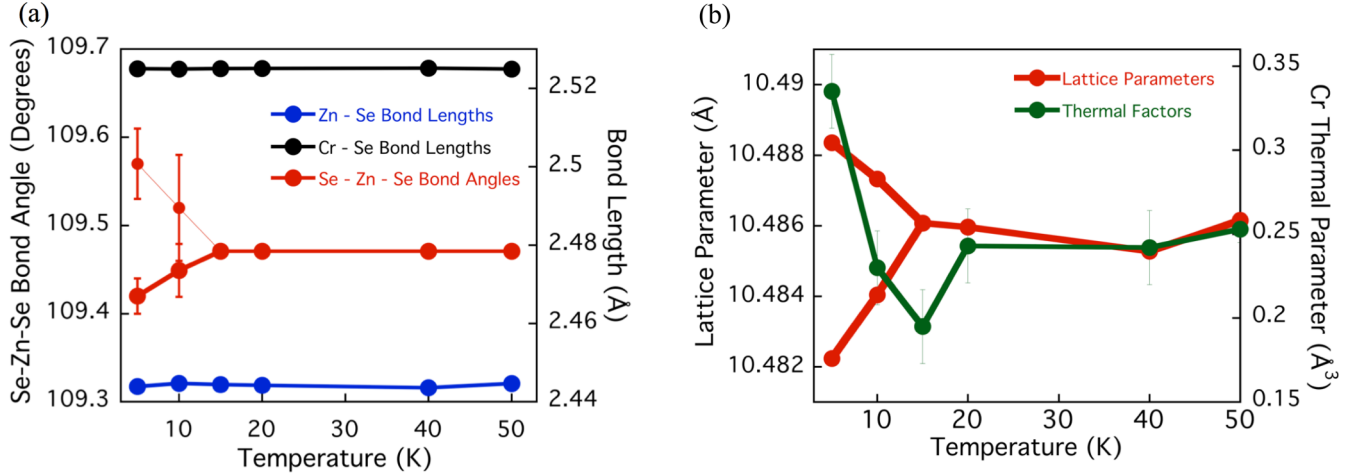 (a)
109.7
109.6
109.5
109.4
109.3
Se-Zn-Se Bond Angle (Degrees)
Zn - Se Bond Lengths
Cr - Se Bond Lengths
Se - Zn - Se Bond Angles
2.52
2.5
2.48
2.46
2.44
Bond Length (Å)
10 20 30 40 50
Temperature (K)
(b)
10.49
10.488
10.486
10.484
10.482
Lattice Parameter (Å)
Lattice Parameters
Thermal Factors
0.35
0.3
0.25
0.2
0.15
Cr Thermal Parameter (Å³)
10 20 30 40 50
Temperature (K)